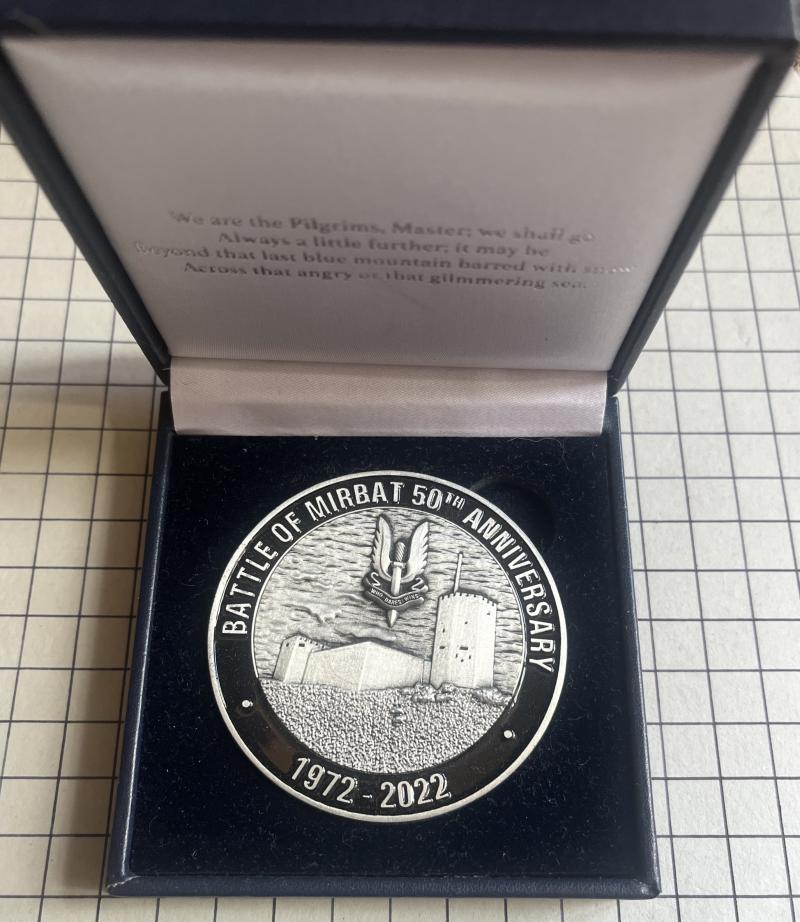 We are the Pilgrims, Master; we shall go
Always a little further; it may be
Beyond that last blue mountain barred with snow
Across that angry or that glimmering sea.
BATTLE OF MIRBAT 50TH ANNIVERSARY
WHO DARES WINS
1972 - 2022